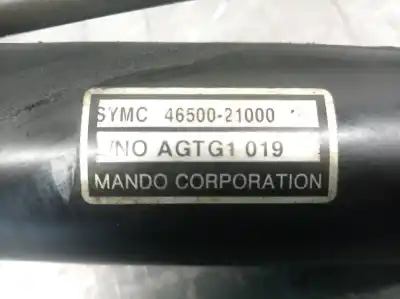 SYMC 46500-21000
/NO AGTG1 019
MANDO CORPORATION